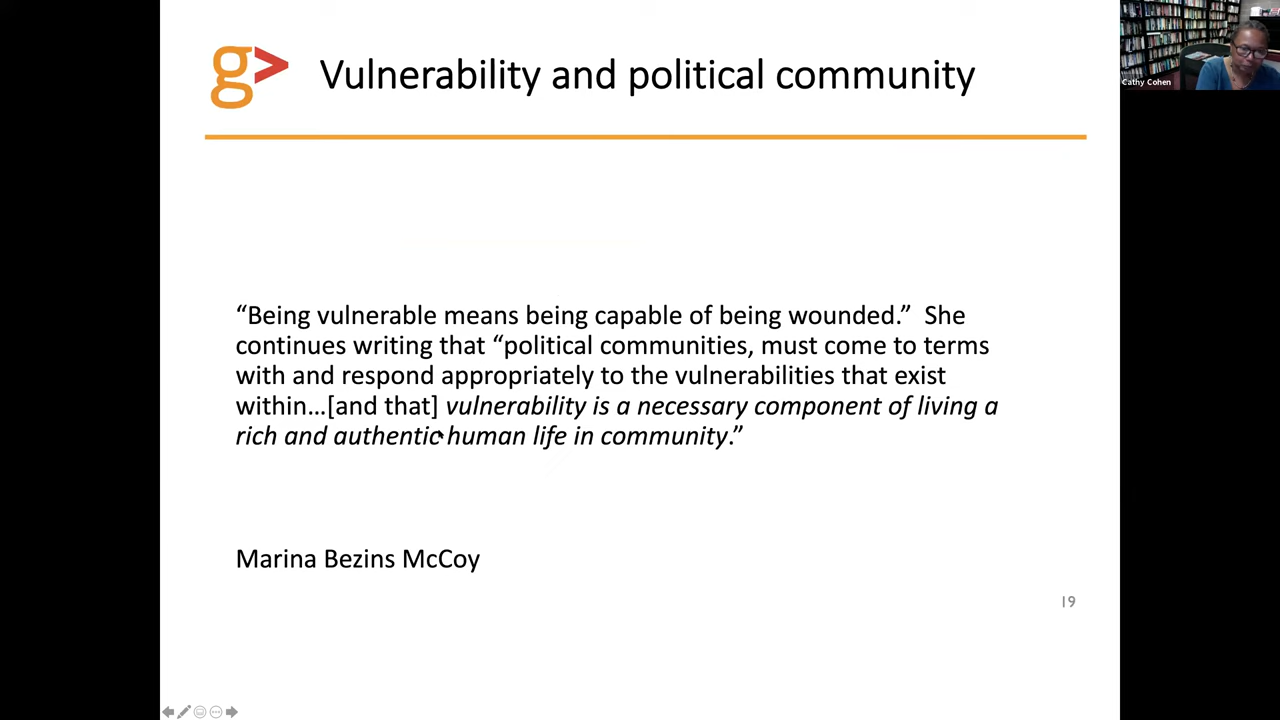 g>
Vulnerability and political community
Cathy Cohen
“Being vulnerable means being capable of being wounded.”  She
continues writing that “political communities, must come to terms
with and respond appropriately to the vulnerabilities that exist
within…[and that] vulnerability is a necessary component of living a
rich and authentic human life in community.”
Marina Bezins McCoy
19